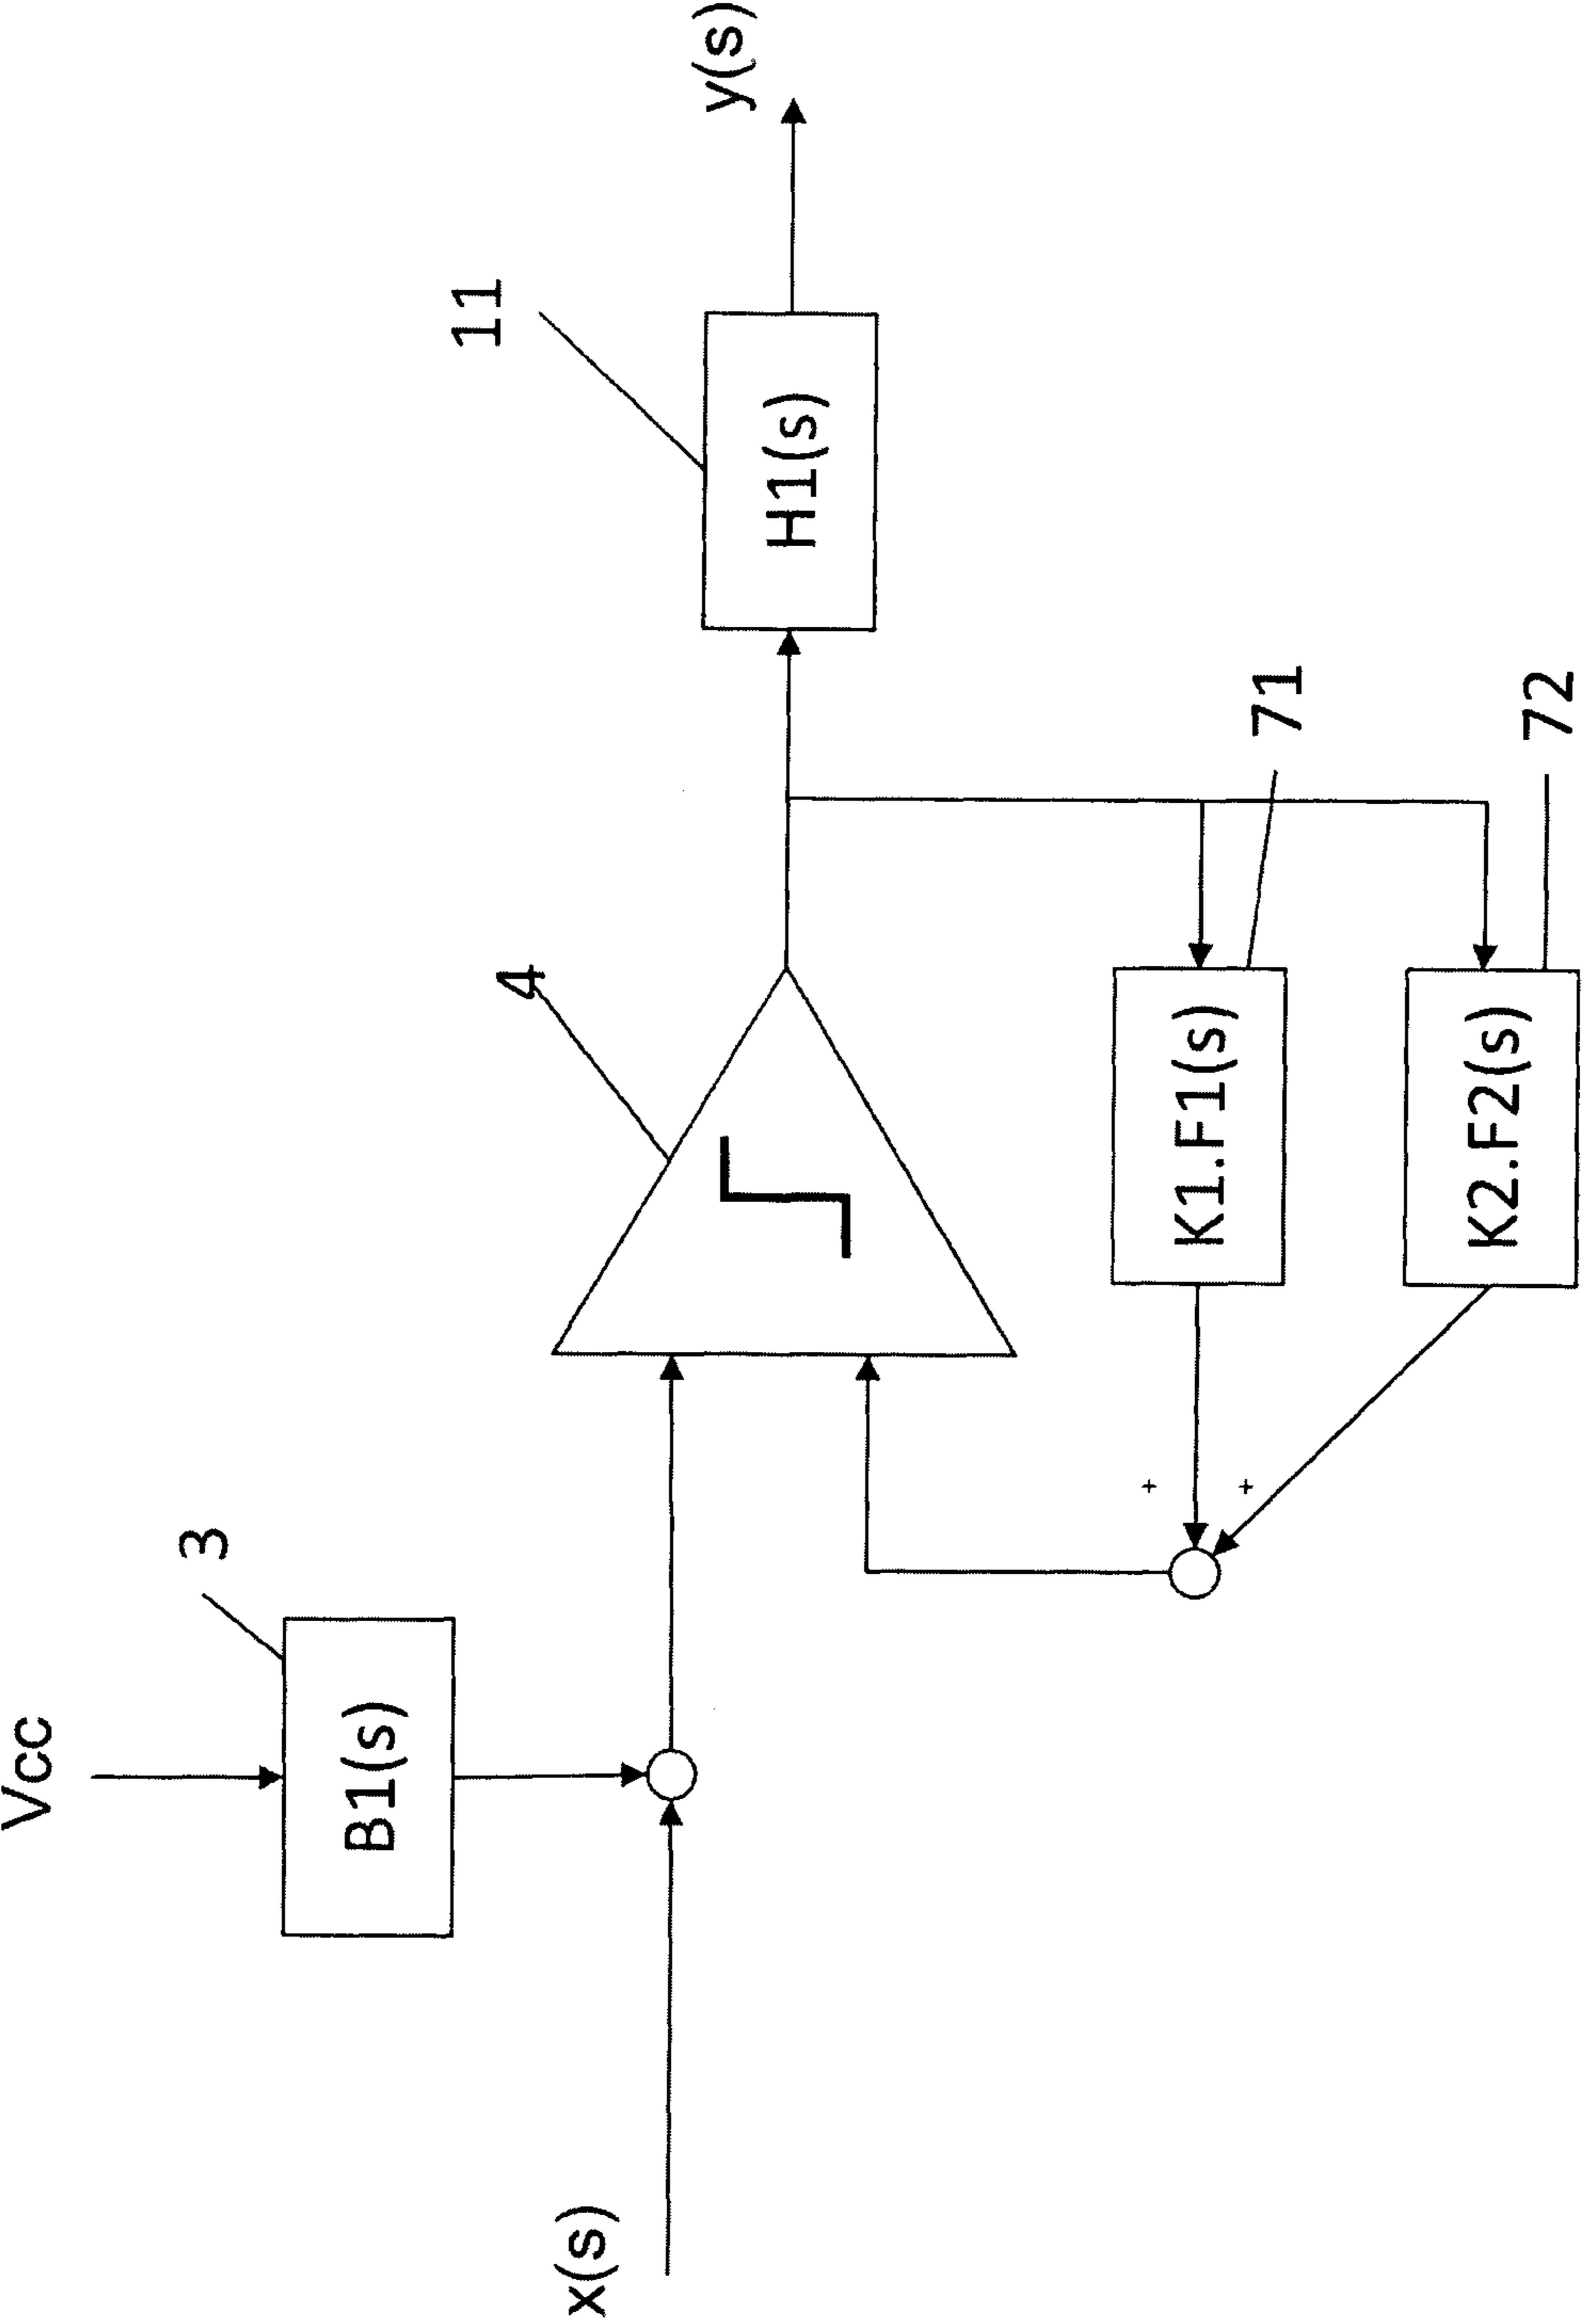 Vcc
3
B1(s)
x(s)
4
11
H1(s)
y(s)
+
+
K1.F1(s)
71
K2.F2(s)
72